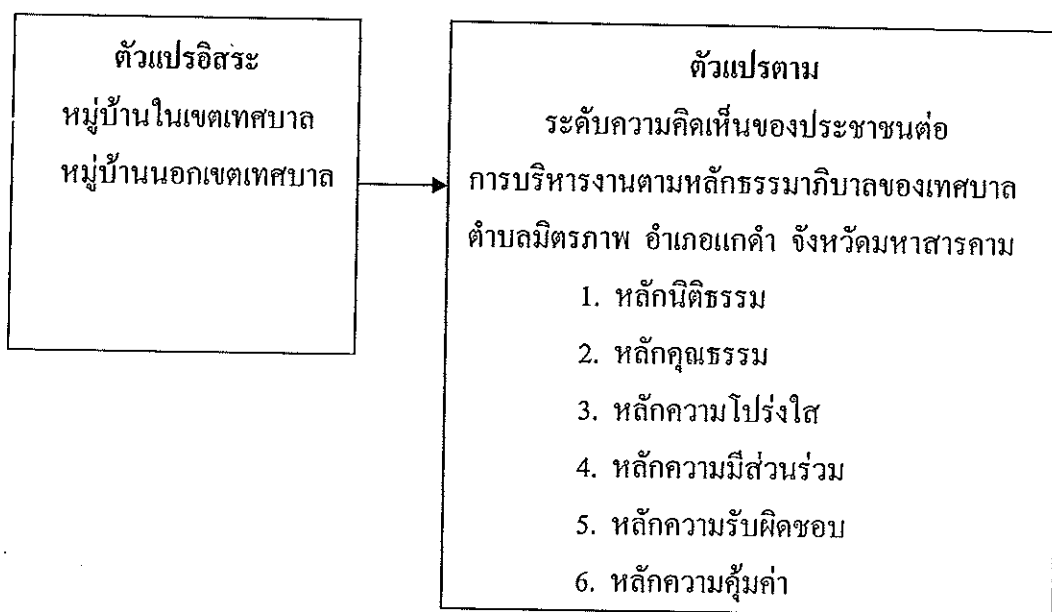 ตัวแปรอิสระ
หมู่บ้านในเขตเทศบาล
หมู่บ้านนอกเขตเทศบาล
ตัวแปรตาม
ระดับความคิดเห็นของประชาชนต่อ
การบริหารงานตามหลักธรรมาภิบาลของเทศบาล
ตำบลมิตรภาพ อำเภอแกดำ จังหวัดมหาสารคาม
1. หลักนิติธรรม
2. หลักคุณธรรม
3. หลักความโปร่งใส
4. หลักความมีส่วนร่วม
5. หลักความรับผิดชอบ
6. หลักความคุ้มค่า